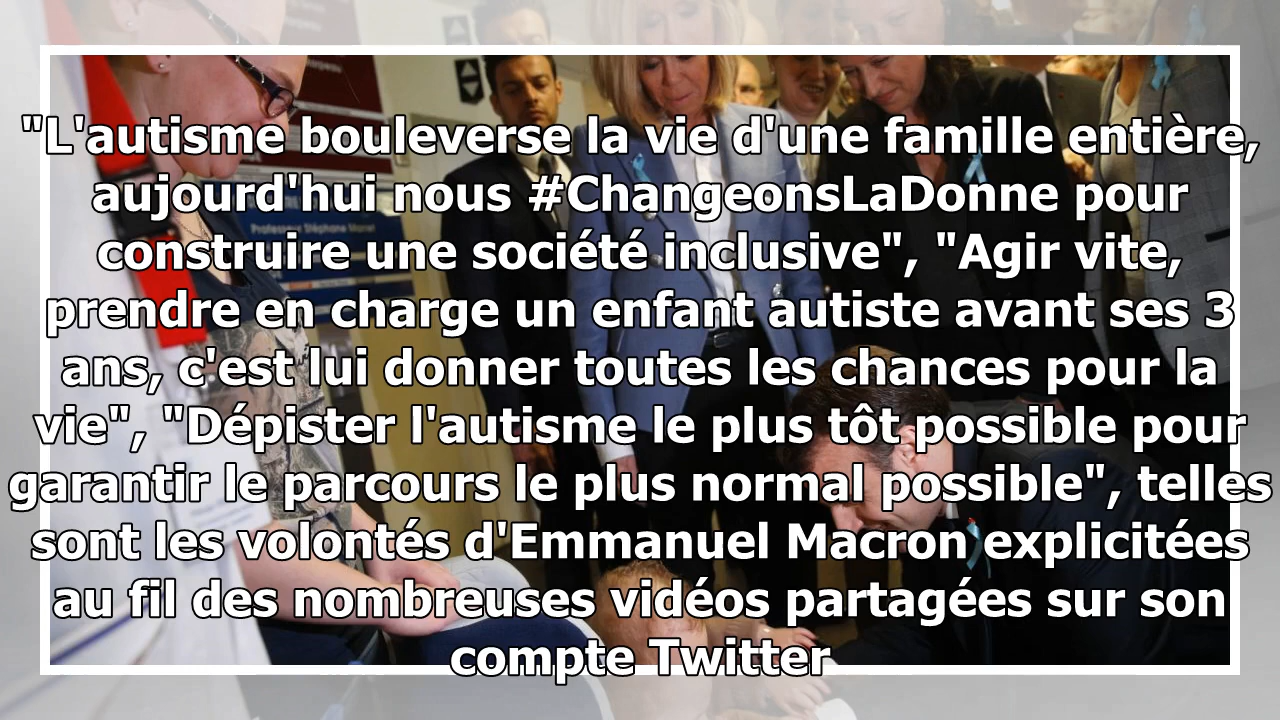 "L'autisme bouleverse la vie d'une famille entière,
aujourd'hui nous #ChangeonsLaDonne pour
construire une société inclusive", "Agir vite,
prendre en charge un enfant autiste avant ses 3
ans, c'est lui donner toutes les chances pour la
vie", "Dépister l'autisme le plus tôt possible pour
garantir le parcours le plus normal possible", telles
sont les volontés d'Emmanuel Macron explicitées
au fil des nombreuses vidéos partagées sur son
compte Twitter